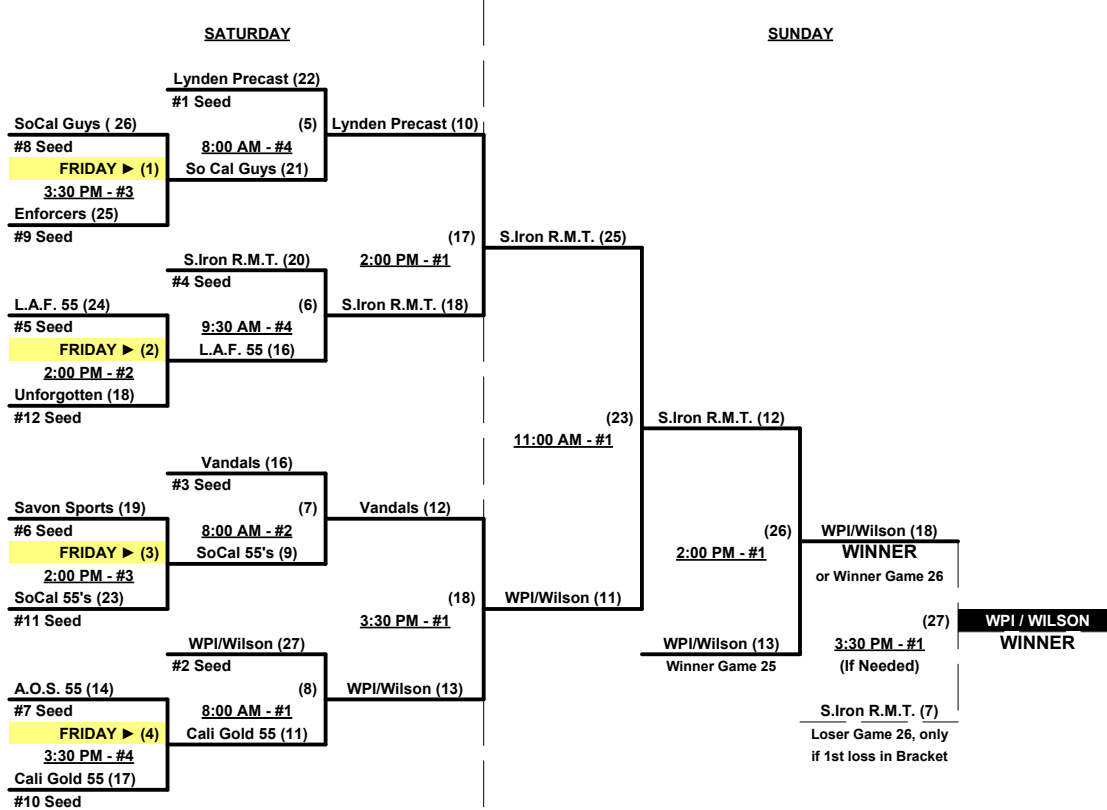 SATURDAY
SUNDAY
Lynden Precast (22)
#1 Seed
SoCal Guys ( 26)
(5)
Lynden Precast (10)
#8 Seed
8:00 AM - #4
FRIDAY ► (1)
So Cal Guys (21)
3:30 PM - #3
Enforcers (25)
#9 Seed
(17)
S.Iron R.M.T. (25)
S.Iron R.M.T. (20)
2:00 PM - #1
#4 Seed
L.A.F. 55 (24)
(6)
S.Iron R.M.T. (18)
#5 Seed
9:30 AM - #4
FRIDAY ► (2)
L.A.F. 55 (16)
2:00 PM - #2
Unforgotten (18)
#12 Seed
(23)
S.Iron R.M.T. (12)
11:00 AM - #1
Vandals (16)
#3 Seed
Savon Sports (19)
(7)
Vandals (12)
#6 Seed
8:00 AM - #2
(26)
WPI/Wilson (18)
FRIDAY ► (3)
SoCal 55's (9)
2:00 PM - #1
WINNER
2:00 PM - #3
or Winner Game 26
SoCal 55's (23)
(18)
WPI/Wilson (11)
#11 Seed
3:30 PM - #1
(27)
WPI / WILSON
WPI/Wilson (27)
WPI/Wilson (13)
3:30 PM - #1
WINNER
#2 Seed
Winner Game 25
(If Needed)
A.O.S. 55 (14)
(8)
WPI/Wilson (13)
#7 Seed
8:00 AM - #1
S.Iron R.M.T. (7)
FRIDAY ► (4)
Cali Gold 55 (11)
Loser Game 26, only
3:30 PM - #4
if 1st loss in Bracket
Cali Gold 55 (17)
#10 Seed